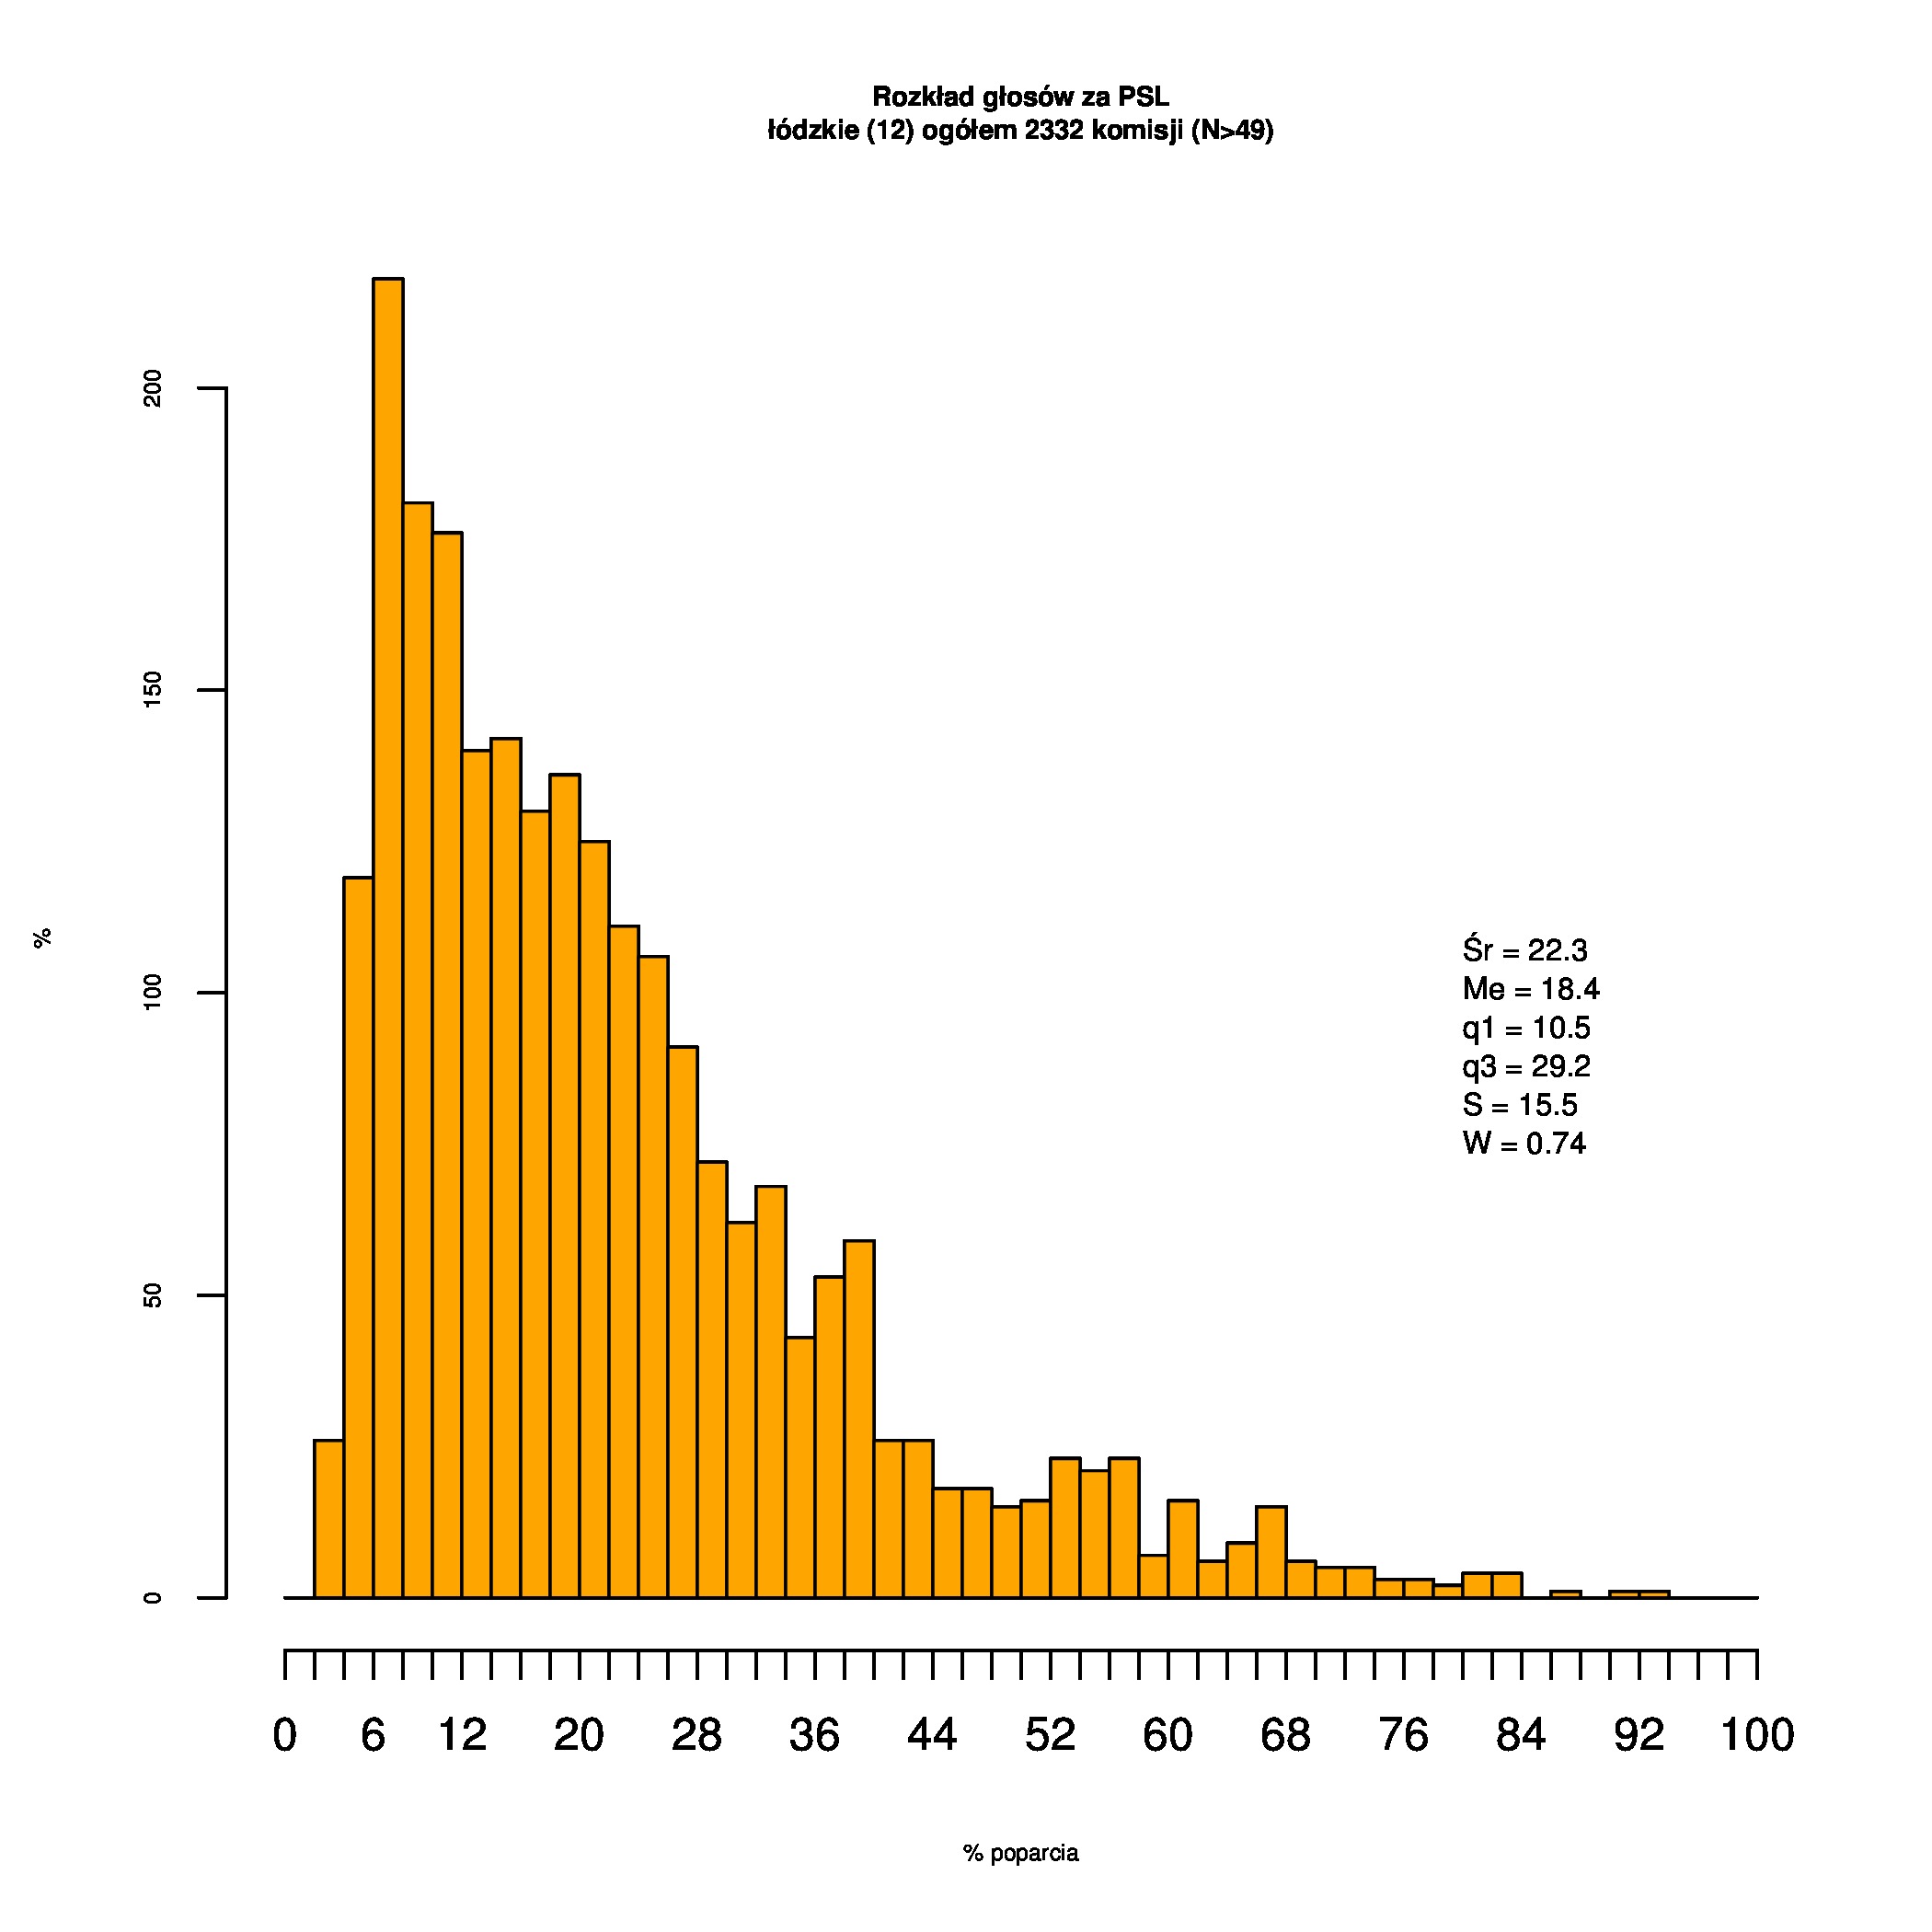 Rozkład głosów za PSL
łódzkie (12) ogółem 2332 komisji (N>49)
%
200
150
100
50
0
Śr = 22.3
Me = 18.4
q1 = 10.5
q3 = 29.2
S = 15.5
W = 0.74
0 6 12 20 28 36 44 52 60 68 76 84 92 100
% poparcia